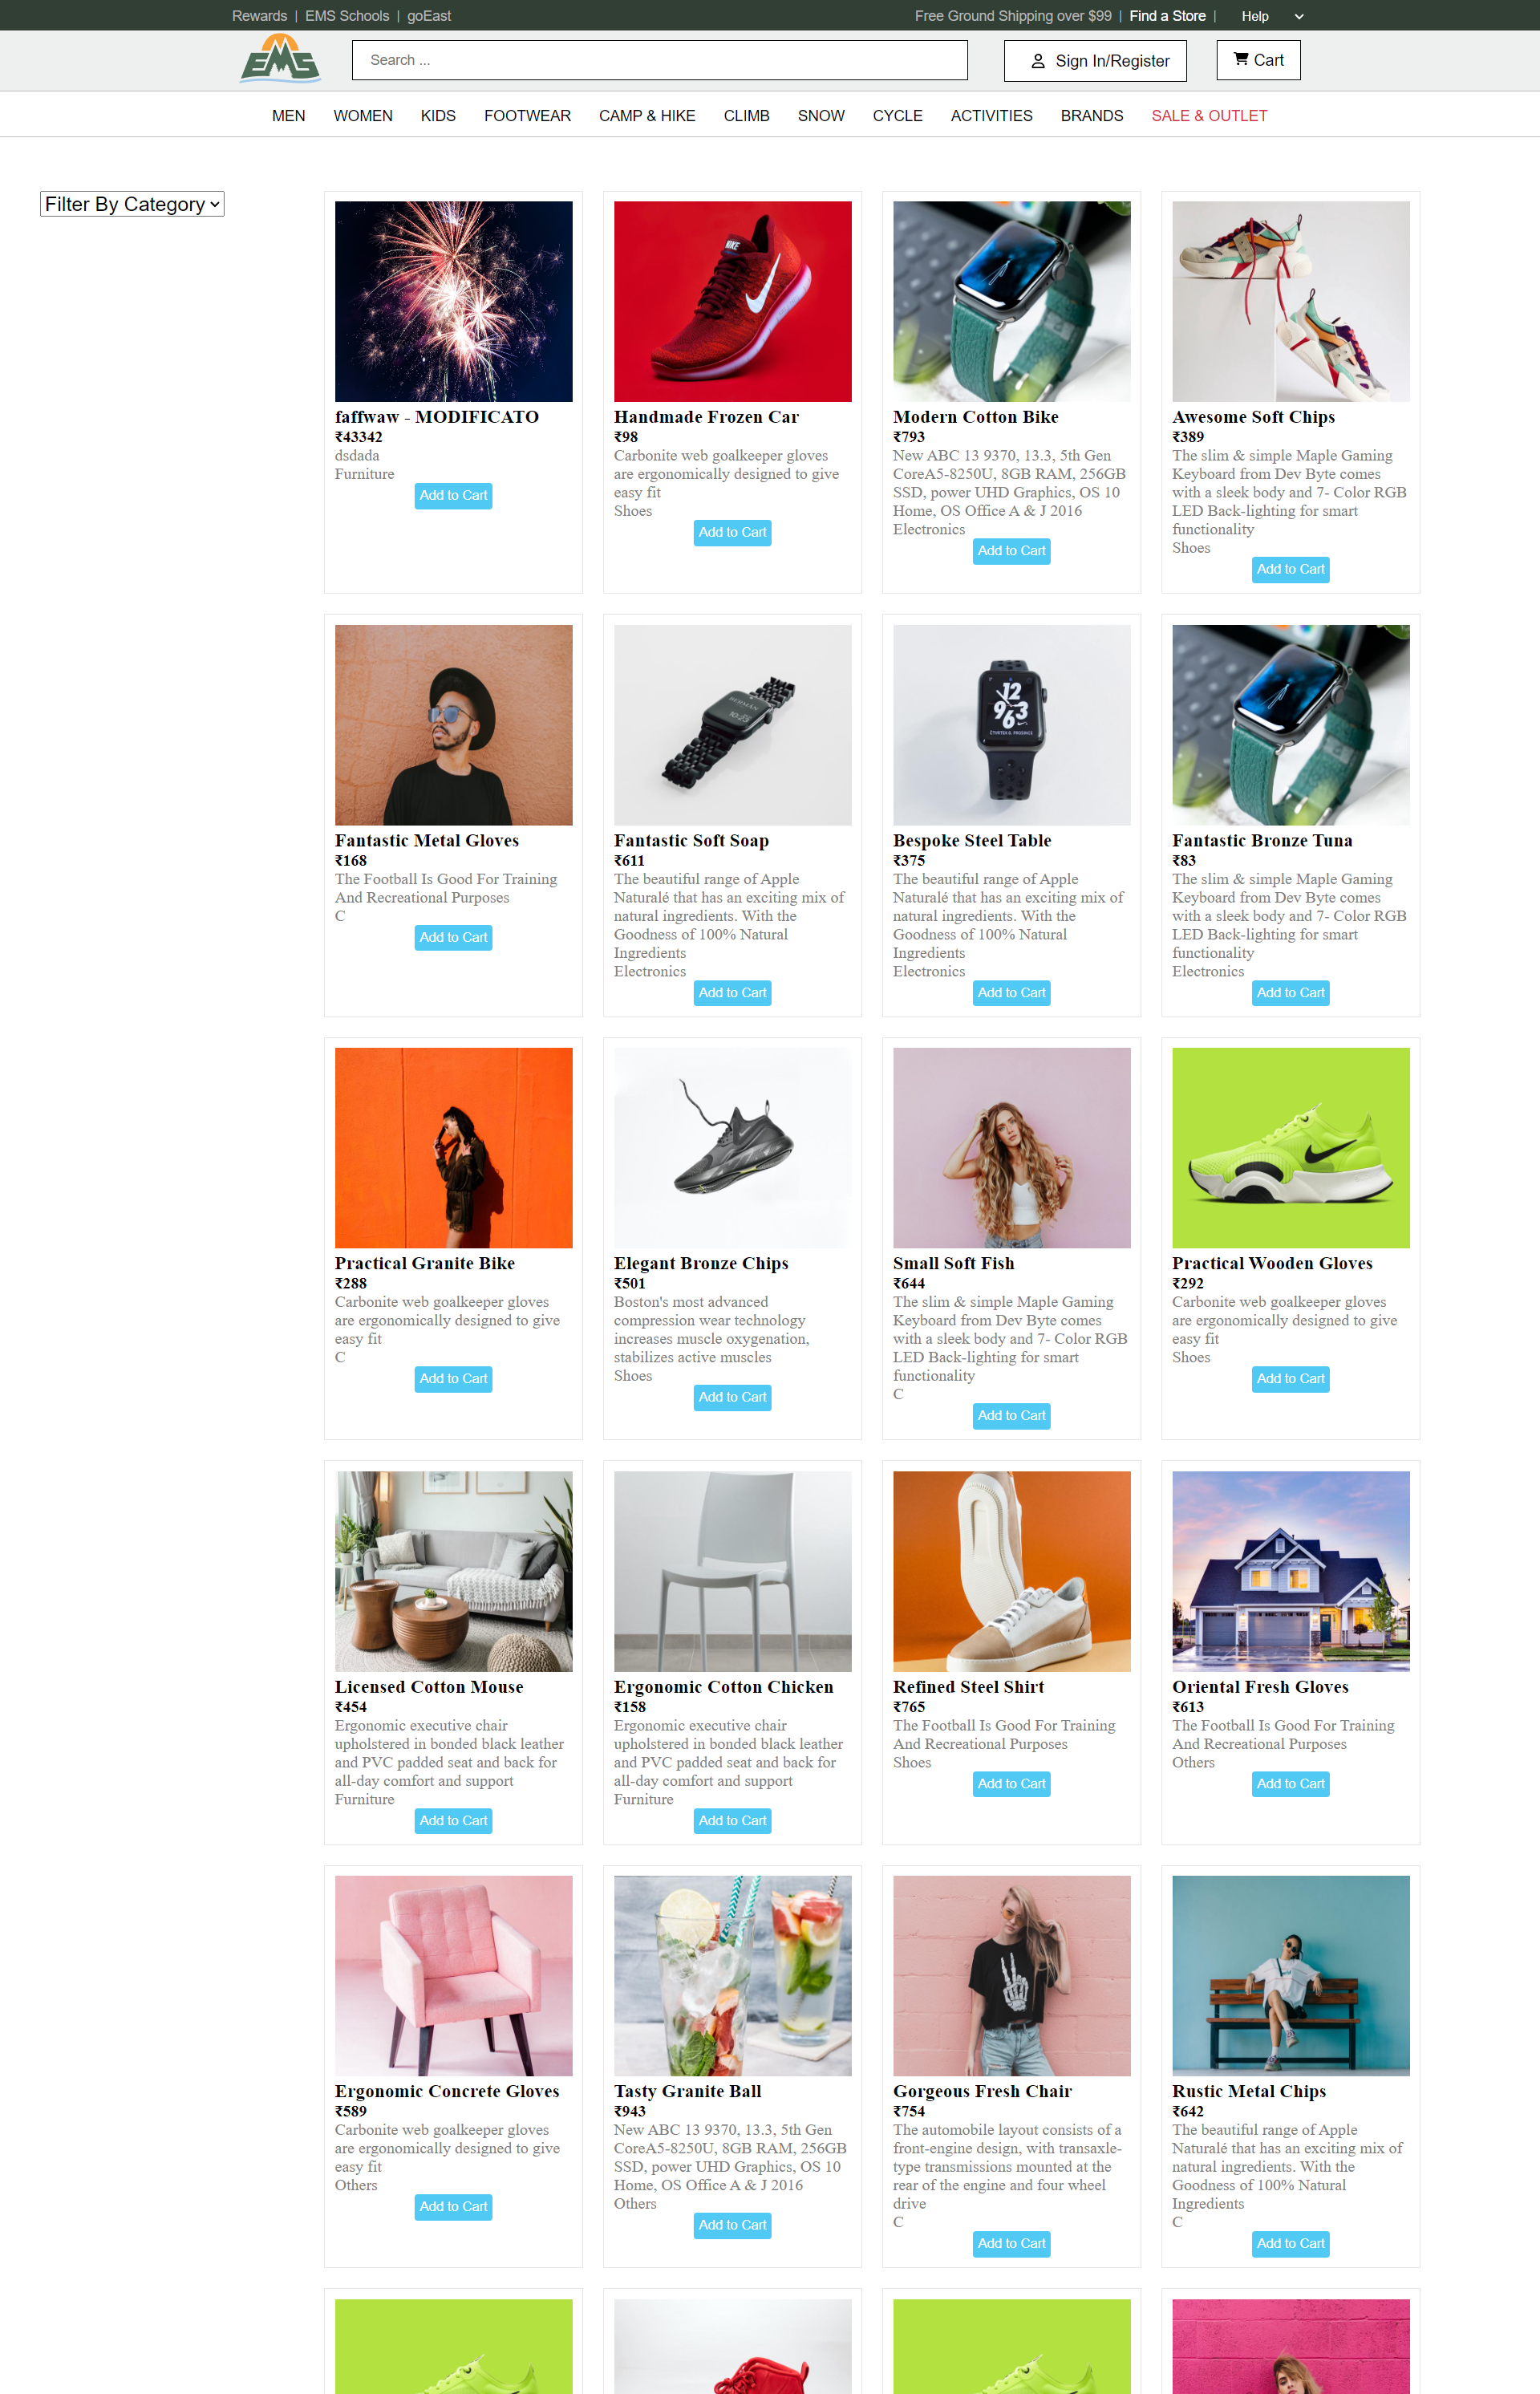 Rewards | EMS Schools | goEast
Free Ground Shipping over $99 | Find a Store | Help
EMS
Search ...
Sign In/Register
Cart
MEN WOMEN KIDS FOOTWEAR CAMP & HIKE CLIMB SNOW CYCLE ACTIVITIES BRANDS SALE & OUTLET
Filter By Category
faffwaw - MODIFICATO
₹43342
dsdada
Furniture
Add to Cart
NIKE
Handmade Frozen Car
₹98
Carbonite web goalkeeper gloves
are ergonomically designed to give
easy fit
Shoes
Add to Cart
Modern Cotton Bike
₹793
New ABC 13 9370, 13.3, 5th Gen
CoreA5-8250U, 8GB RAM, 256GB
SSD, power UHD Graphics, OS 10
Home, OS Office A & J 2016
Electronics
Add to Cart
Awesome Soft Chips
₹389
The slim & simple Maple Gaming
Keyboard from Dev Byte comes
with a sleek body and 7- Color RGB
LED Back-lighting for smart
functionality
Shoes
Add to Cart
Fantastic Metal Gloves
₹168
The Football Is Good For Training
And Recreational Purposes
C
Add to Cart
Fantastic Soft Soap
₹611
The beautiful range of Apple
Naturalé that has an exciting mix of
natural ingredients. With the
Goodness of 100% Natural
Ingredients
Electronics
Add to Cart
12
963
Bespoke Steel Table
₹375
The beautiful range of Apple
Naturalé that has an exciting mix of
natural ingredients. With the
Goodness of 100% Natural
Ingredients
Electronics
Add to Cart
Fantastic Bronze Tuna
₹83
The slim & simple Maple Gaming
Keyboard from Dev Byte comes
with a sleek body and 7- Color RGB
LED Back-lighting for smart
functionality
Electronics
Add to Cart
Practical Granite Bike
₹288
Carbonite web goalkeeper gloves
are ergonomically designed to give
easy fit
C
Add to Cart
Elegant Bronze Chips
₹501
Boston's most advanced
compression wear technology
increases muscle oxygenation,
stabilizes active muscles
Shoes
Add to Cart
Small Soft Fish
₹644
The slim & simple Maple Gaming
Keyboard from Dev Byte comes
with a sleek body and 7- Color RGB
LED Back-lighting for smart
functionality
C
Add to Cart
Practical Wooden Gloves
₹292
Carbonite web goalkeeper gloves
are ergonomically designed to give
easy fit
Shoes
Add to Cart
Licensed Cotton Mouse
₹454
Ergonomic executive chair
upholstered in bonded black leather
and PVC padded seat and back for
all-day comfort and support
Furniture
Add to Cart
Ergonomic Cotton Chicken
₹158
Ergonomic executive chair
upholstered in bonded black leather
and PVC padded seat and back for
all-day comfort and support
Furniture
Add to Cart
Refined Steel Shirt
₹765
The Football Is Good For Training
And Recreational Purposes
Shoes
Add to Cart
Oriental Fresh Gloves
₹613
The Football Is Good For Training
And Recreational Purposes
Others
Add to Cart
Ergonomic Concrete Gloves
₹589
Carbonite web goalkeeper gloves
are ergonomically designed to give
easy fit
Others
Add to Cart
Tasty Granite Ball
₹943
New ABC 13 9370, 13.3, 5th Gen
CoreA5-8250U, 8GB RAM, 256GB
SSD, power UHD Graphics, OS 10
Home, OS Office A & J 2016
Others
Add to Cart
Gorgeous Fresh Chair
₹754
The automobile layout consists of a
front-engine design, with transaxle-
type transmissions mounted at the
rear of the engine and four wheel
drive
C
Add to Cart
Rustic Metal Chips
₹642
The beautiful range of Apple
Naturalé that has an exciting mix of
natural ingredients. With the
Goodness of 100% Natural
Ingredients
C
Add to Cart